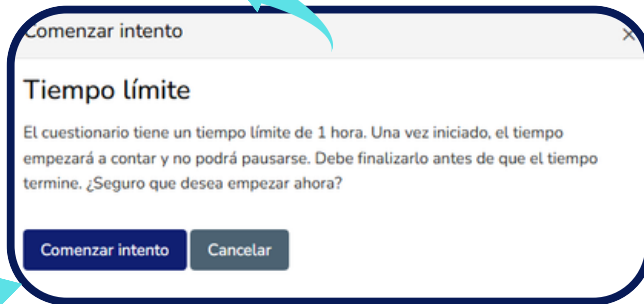 Comenzar intento
Tiempo límite
El cuestionario tiene un tiempo límite de 1 hora. Una vez iniciado, el tiempo
empezará a contar y no podrá pausarse. Debe finalizarlo antes de que el tiempo
termine. ¿Seguro que desea empezar ahora?
Comenzar intento Cancelar